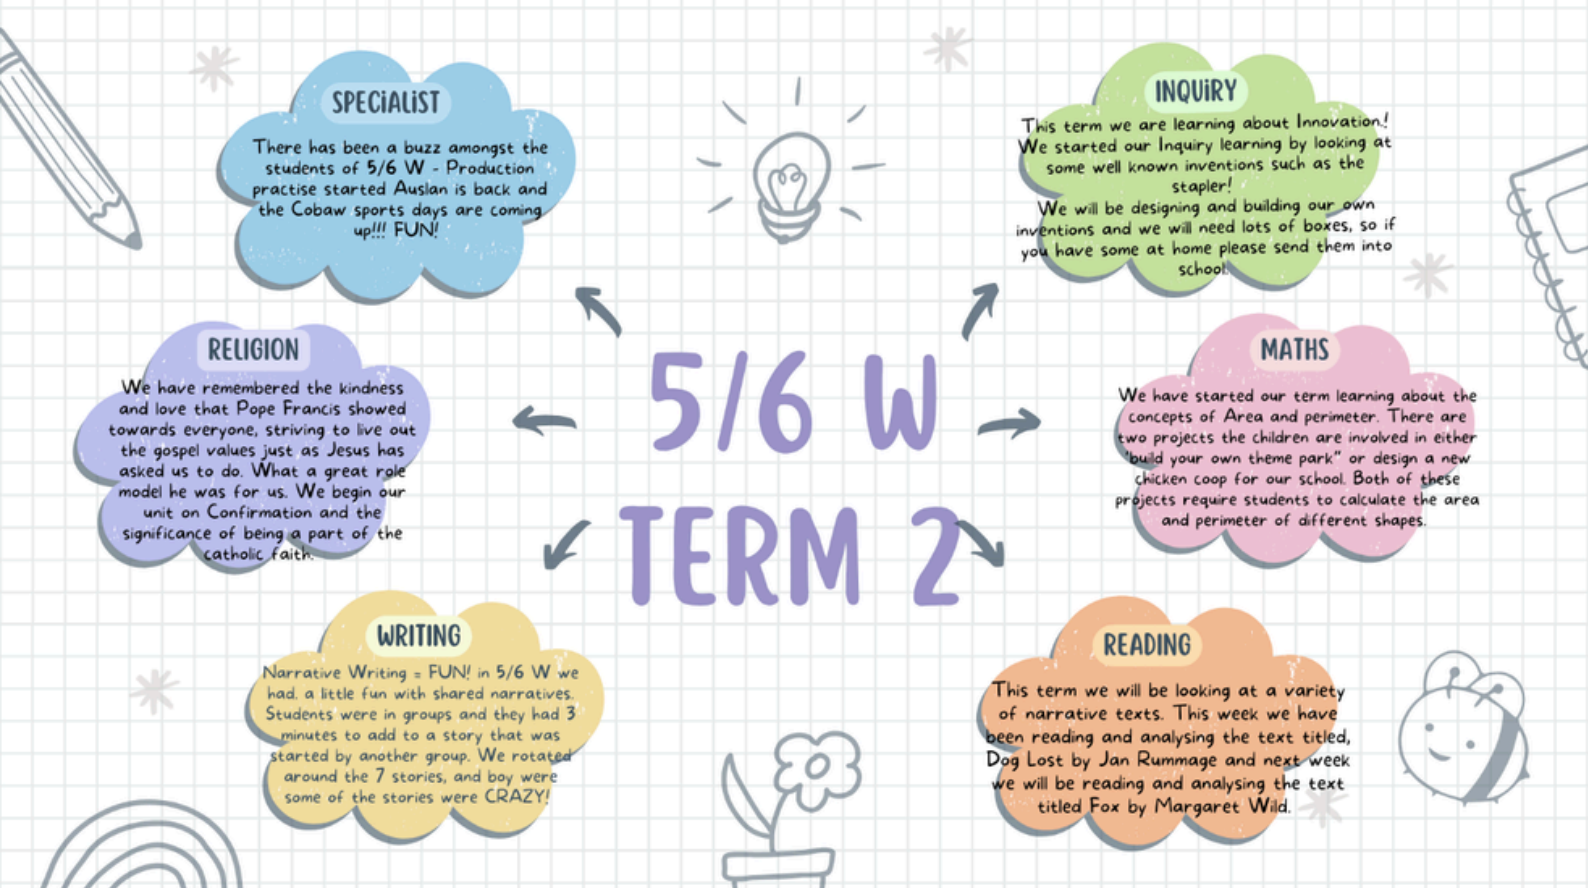 SPECiALiST
There has been a buzz amongst the
students of 5/6 W - Production
practise started Auslan is back and
the Cobaw sports days are coming
up!!! FUN!
INQUiRY
This term we are learning about Innovation!
We started our Inquiry learning by looking at
some well known inventions such as the
stapler!
We will be designing and building our own
inventions and we will need lots of boxes, so if
you have some at home please send them into
school.
RELIGION
We have remembered the kindness
and love that Pope Francis showed
towards everyone, striving to live out
the gospel values just as Jesus has
asked us to do. What a great role
model he was for us. We begin our
unit on Confirmation and the
significance of being a part of the
catholic faith.
5/6 W
TERM 2
MATHS
We have started our term learning about the
concepts of Area and perimeter. There are
two projects the children are involved in either
"build your own theme park" or design a new
chicken coop for our school. Both of these
projects require students to calculate the area
and perimeter of different shapes.
WRITING
Narrative Writing = FUN! in 5/6 W we
had. a little fun with shared narratives.
Students were in groups and they had 3
minutes to add to a story that was
started by another group. We rotated
around the 7 stories, and boy were
some of the stories were CRAZY!
READING
This term we will be looking at a variety
of narrative texts. This week we have
been reading and analysing the text titled,
Dog Lost by Jan Rummage and next week
we will be reading and analysing the text
titled Fox by Margaret Wild.